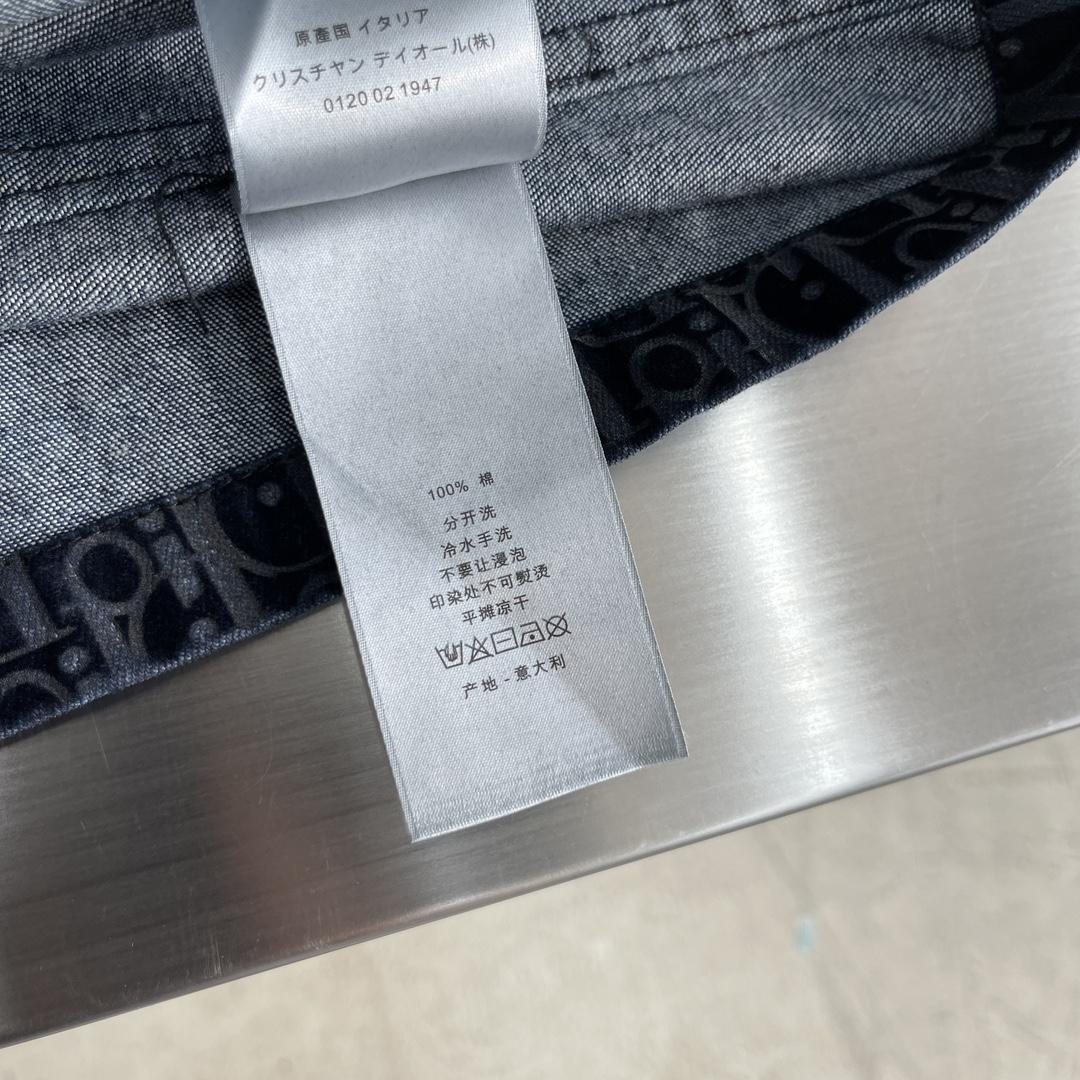 原産国 イタリア
クリスチャン デイオール(株)
0120 02 1947
100% 棉
分开洗
冷水手洗
不要让浸泡
印染处不可熨烫
平摊凉干
产地 - 意大利